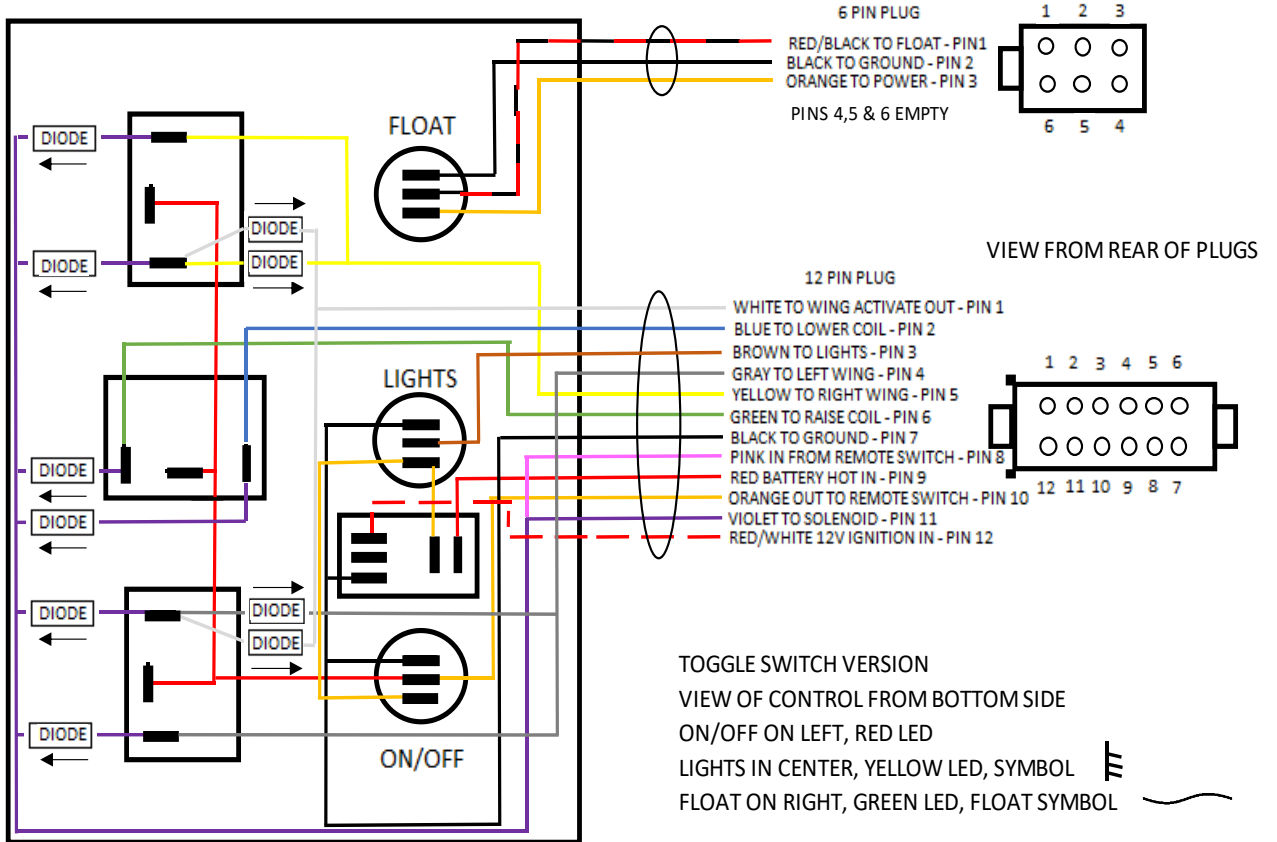 6 PIN PLUG
1 2 3
RED/BLACK TO FLOAT - PIN1
BLACK TO GROUND - PIN 2
ORANGE TO POWER - PIN 3
PINS 4,5 & 6 EMPTY
6 5 4
FLOAT
DIODE
DIODE
DIODE
DIODE
VIEW FROM REAR OF PLUGS
12 PIN PLUG
WHITE TO WING ACTIVATE OUT - PIN 1
BLUE TO LOWER COIL - PIN 2
BROWN TO LIGHTS - PIN 3
GRAY TO LEFT WING - PIN 4
YELLOW TO RIGHT WING - PIN 5
GREEN TO RAISE COIL - PIN 6
BLACK TO GROUND - PIN 7
PINK IN FROM REMOTE SWITCH - PIN 8
RED BATTERY HOT IN - PIN 9
ORANGE OUT TO REMOTE SWITCH - PIN 10
VIOLET TO SOLENOID - PIN 11
RED/WHITE 12V IGNITION IN - PIN 12
1 2 3 4 5 6
12 11 10 9 8 7
LIGHTS
DIODE
DIODE
DIODE
DIODE
DIODE
DIODE
ON/OFF
TOGGLE SWITCH VERSION
VIEW OF CONTROL FROM BOTTOM SIDE
ON/OFF ON LEFT, RED LED
LIGHTS IN CENTER, YELLOW LED, SYMBOL
FLOAT ON RIGHT, GREEN LED, FLOAT SYMBOL